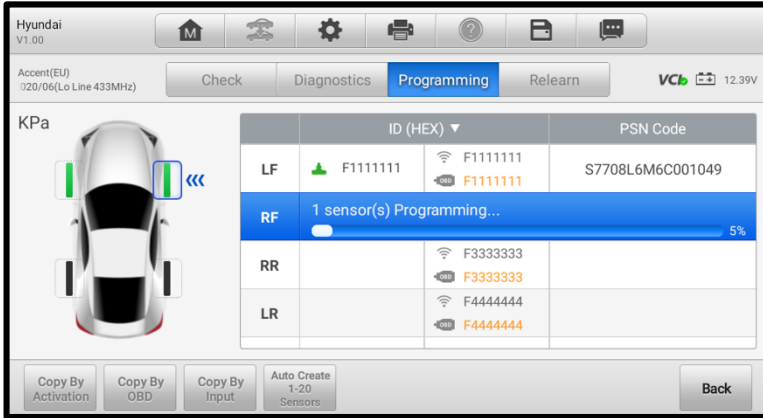 Hyundai
V1.00
M
Accent(EU)
020/06(Lo Line 433MHz)
Check
Diagnostics
Programming
Relearn
VCI
12.39V
KPa
ID (HEX) ▼
PSN Code
LF
F1111111
F1111111
OBD F1111111
S7708L6M6C001049
RF
1 sensor(s) Programming...
5%
RR
F3333333
OBD F3333333
LR
F4444444
OBD F4444444
Copy By
Activation
Copy By
OBD
Copy By
Input
Auto Create
1-20
Sensors
Back